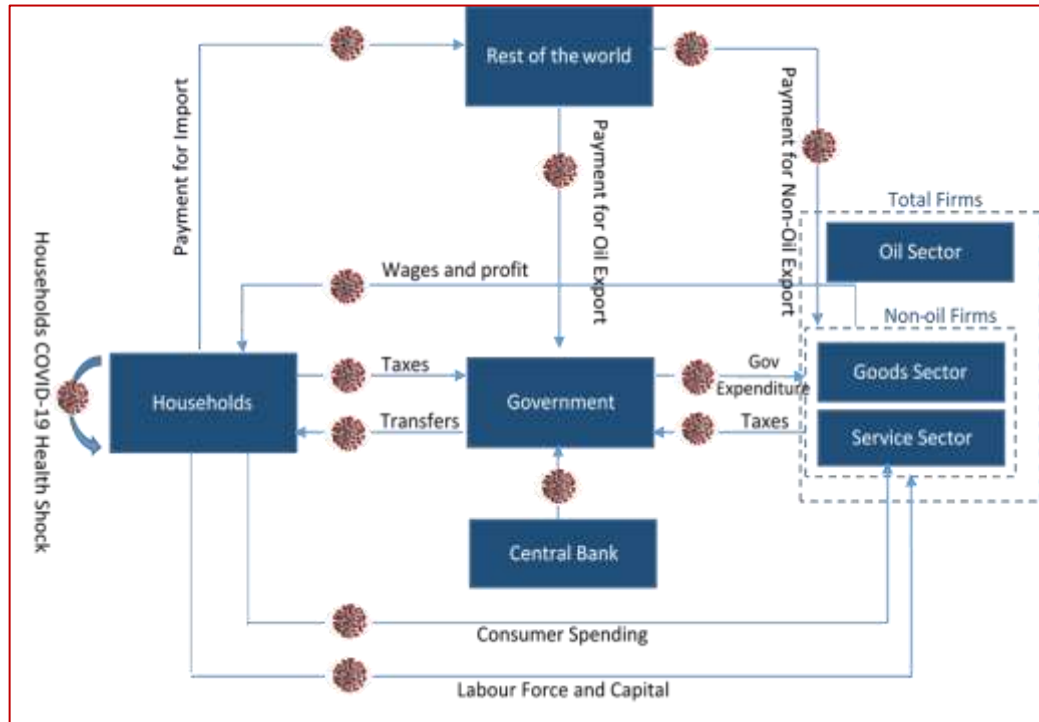 Rest of the world
Payment for Import
Payment for Oil Export
Payment for Non-Oil Export
Total Firms
Oil Sector
Wages and profit
Non-oil Firms
Households COVID-19 Health Shock
Households
Taxes
Transfers
Government
Gov
Expenditure
Taxes
Goods Sector
Service Sector
Central Bank
Consumer Spending
Labour Force and Capital